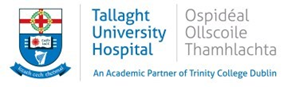 Tallaght
University
Hospital
Ospidéal
Ollscoile
Thamhlachta
An Academic Partner of Trinity College Dublin